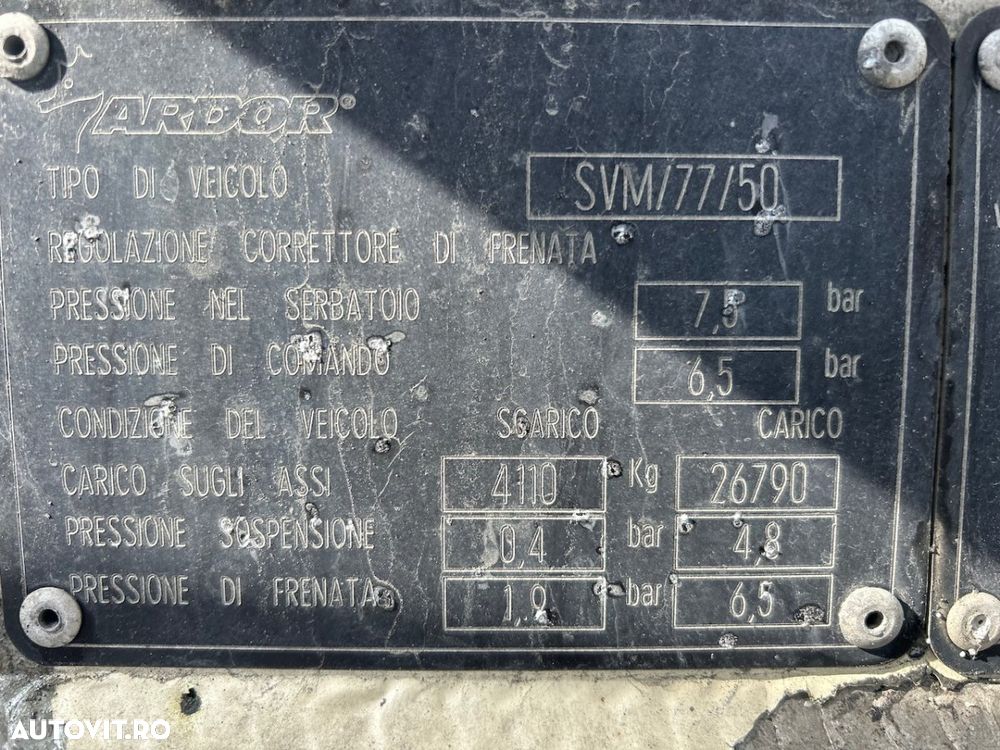 ARDOR®
TIPO DI VEICOLO SVM/77/50
REGOLAZIONE CORRETTORE DI FRENATA
PRESSIONE NEL SERBATOIO 7,5 bar
PRESSIONE DI COMANDO 6,5 bar
CONDIZIONE DEL VEICOLO SCARICO CARICO
CARICO SUGLI ASSI 4110 Kg 26790
PRESSIONE SOSPENSIONE 0,4 bar 4,8
PRESSIONE DI FRENATA 1,9 bar 6,5
AUTOVIT.RO